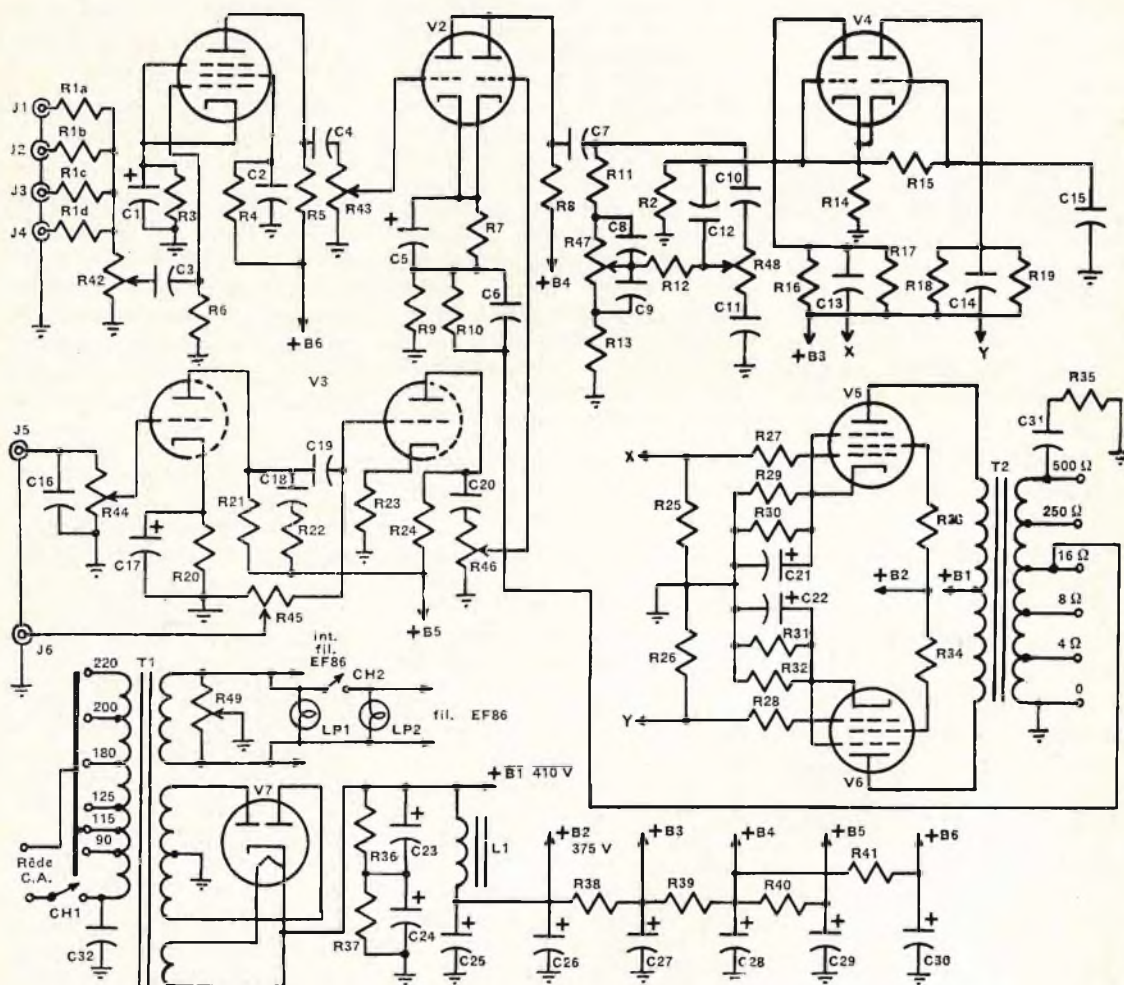 V2
V4
J1
R1a
J2
R1b
J3
R1c
J4
R1d
C1
R3
R42
C3
R6
C2
R4
R5
C4
R43
+B6
C5
R7
R9
R10
C6
R8
+B4
C7
R11
R2
C10
C8
C12
R47
R12
R48
C9
C11
R13
R14
R15
C15
R16
C13
R17
R18
C14
R19
+B3
X
Y
V3
J5
C16
R44
C17
R20
R21
C18
R22
C19
R23
R24
C20
R46
R45
+B5
J6
V5
R35
C31
X
R27
R29
R25
R30
C21
C22
R26
R31
R32
R28
Y
V6
R34
+B2
+B1
T2
500 Ω
250 Ω
16 Ω
8 Ω
4 Ω
0
220
200
180
125
115
90
T1
Rêde
C.A.
CH1
C32
R49
int.
fil.
EF86
CH2
LP1
LP2
fil. EF86
V7
+B1 410 V
R36
C23
R37
C24
L1
C25
+B2
375 V
C26
R38
+B3
C27
R39
+B4
C28
R40
+B5
C29
R41
+B6
C30